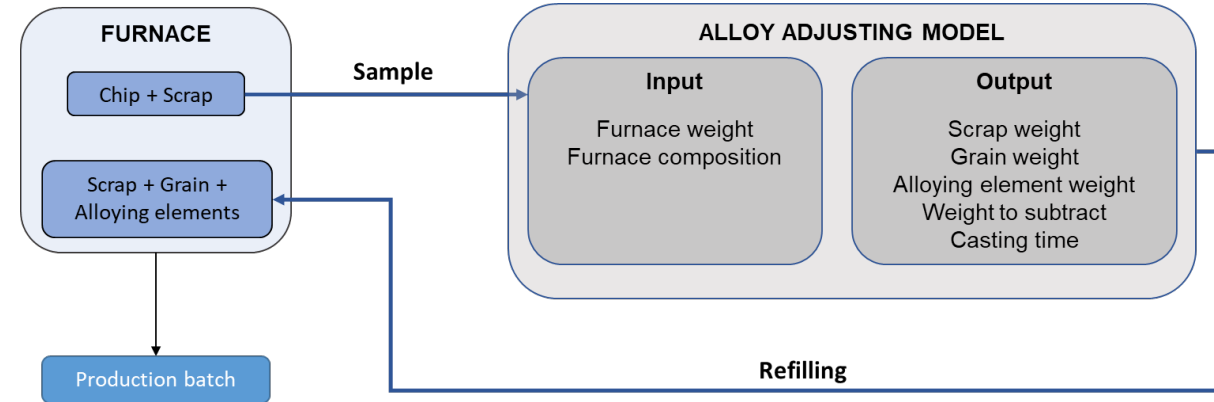 FURNACE
Chip + Scrap
Scrap + Grain +
Alloying elements
Production batch
Sample
ALLOY ADJUSTING MODEL
Input
Furnace weight
Furnace composition
Output
Scrap weight
Grain weight
Alloying element weight
Weight to subtract
Casting time
Refilling